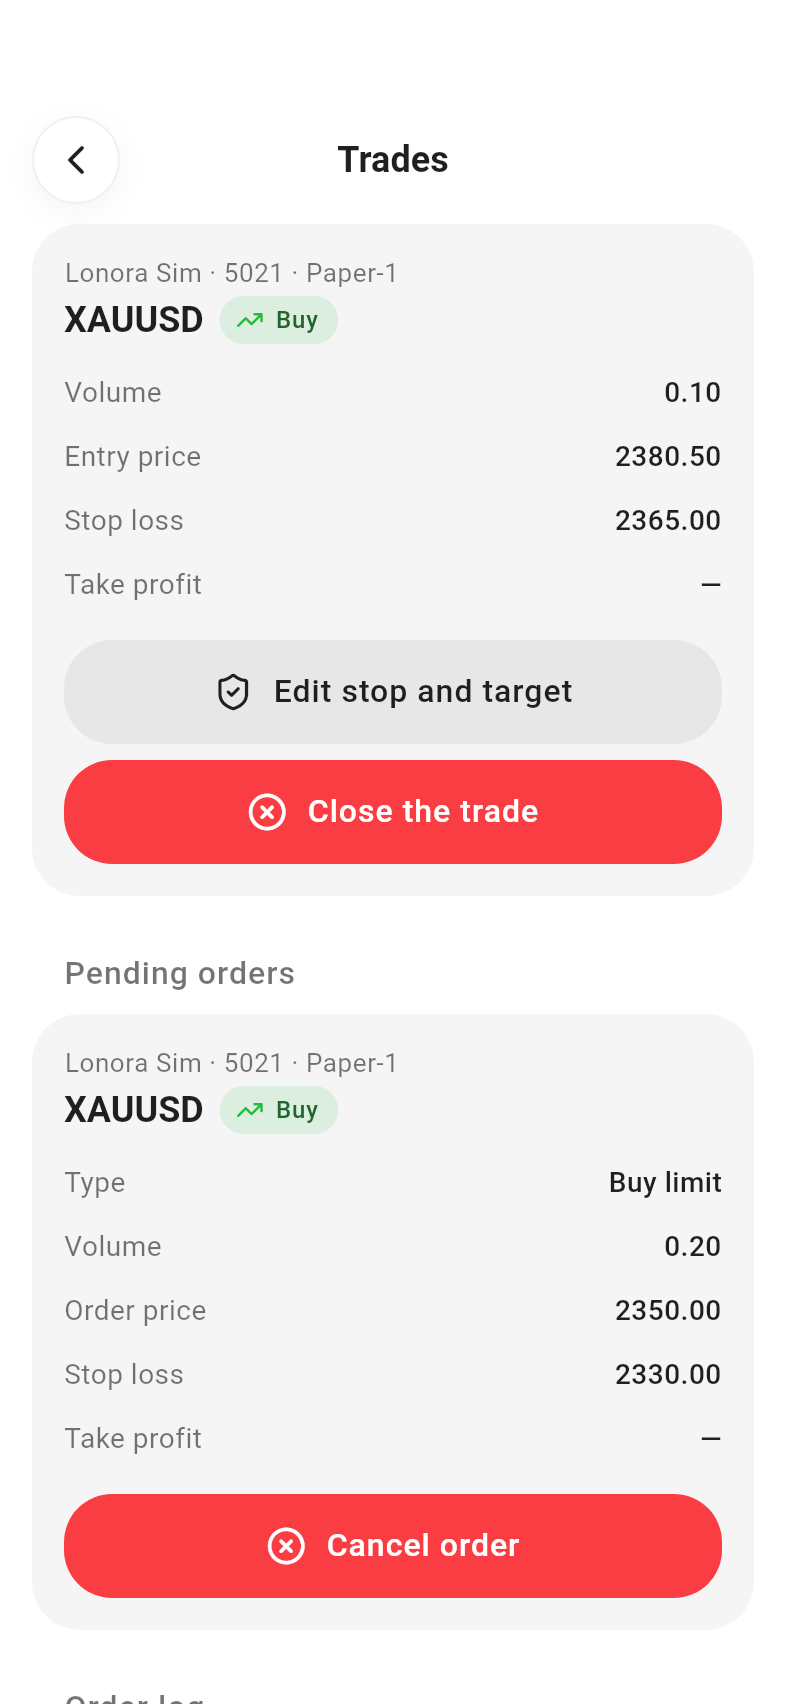 Trades
Lonora Sim · 5021 · Paper-1
XAUUSD Buy
Volume 0.10
Entry price 2380.50
Stop loss 2365.00
Take profit —
Edit stop and target
Close the trade
Pending orders
Lonora Sim · 5021 · Paper-1
XAUUSD Buy
Type Buy limit
Volume 0.20
Order price 2350.00
Stop loss 2330.00
Take profit —
Cancel order
Order log